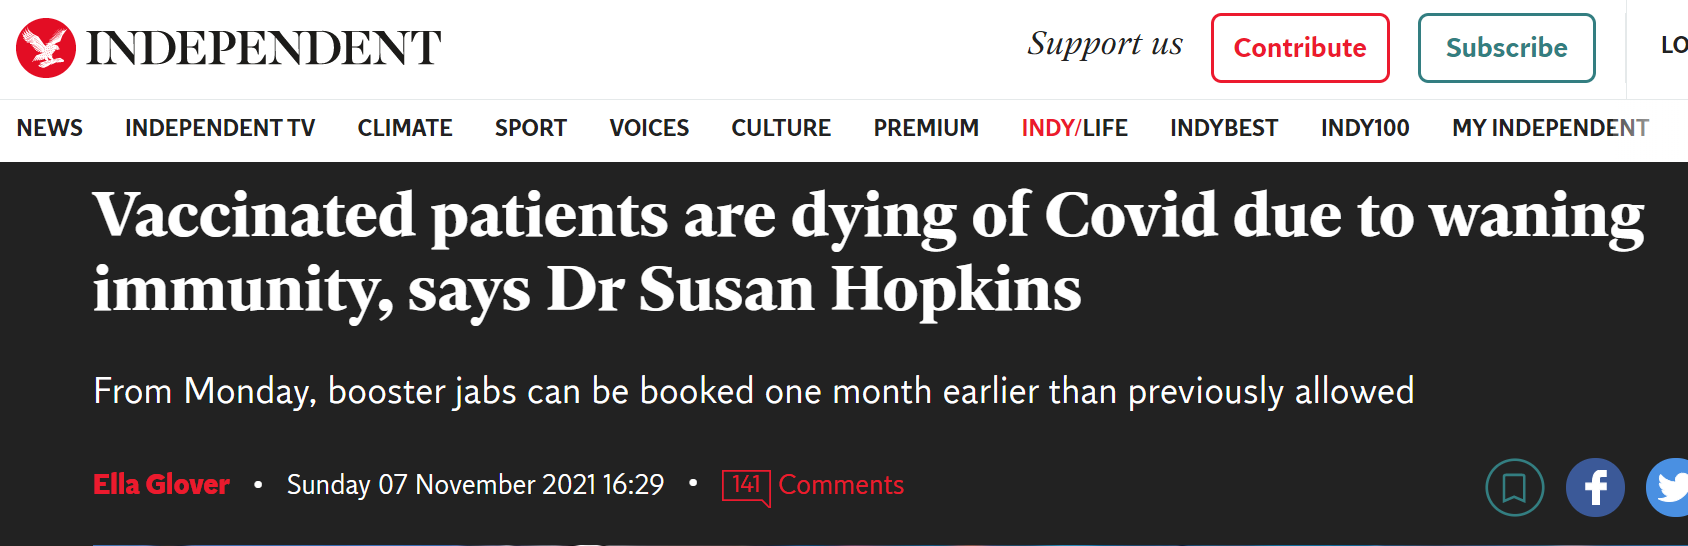 INDEPENDENT
Support us
Contribute
Subscribe
LO
NEWS INDEPENDENT TV CLIMATE SPORT VOICES CULTURE PREMIUM INDY/LIFE INDYBEST INDY100 MY INDEPENDENT
Vaccinated patients are dying of Covid due to waning
immunity, says Dr Susan Hopkins
From Monday, booster jabs can be booked one month earlier than previously allowed
Ella Glover • Sunday 07 November 2021 16:29 • 141 Comments